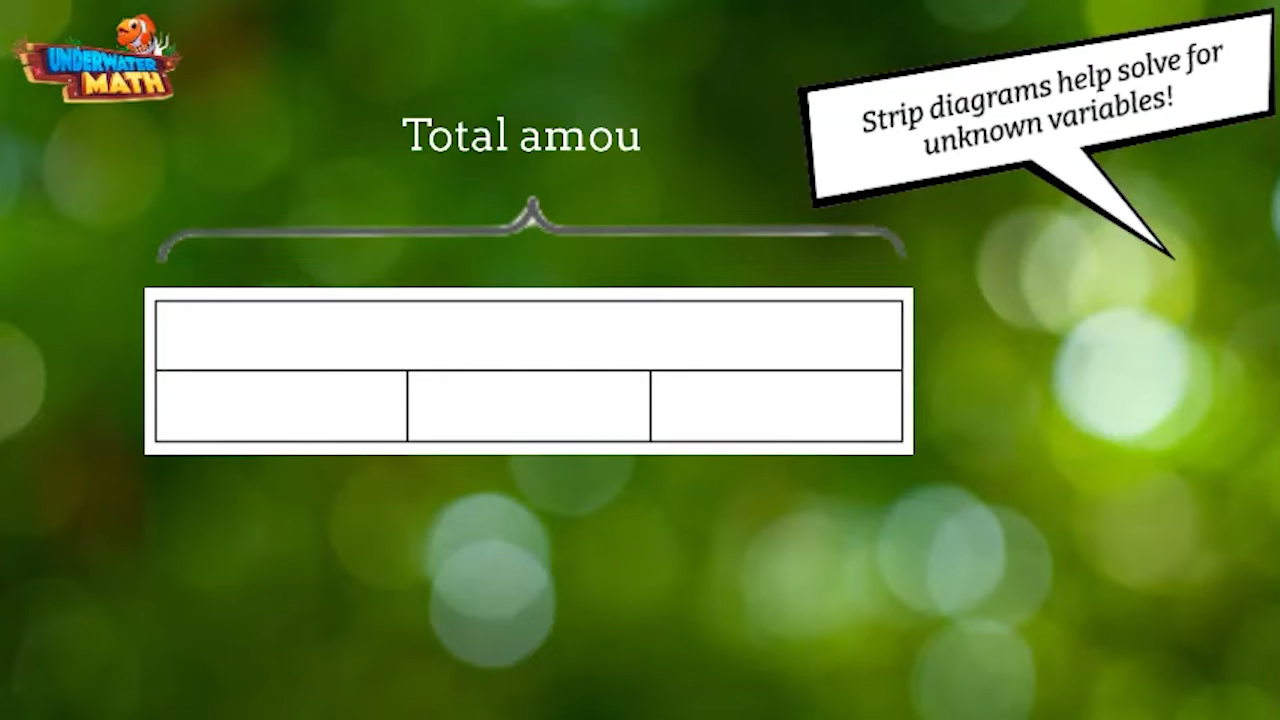 UNDERWATER
MATH
Total amou
Strip diagrams help solve for
unknown variables!